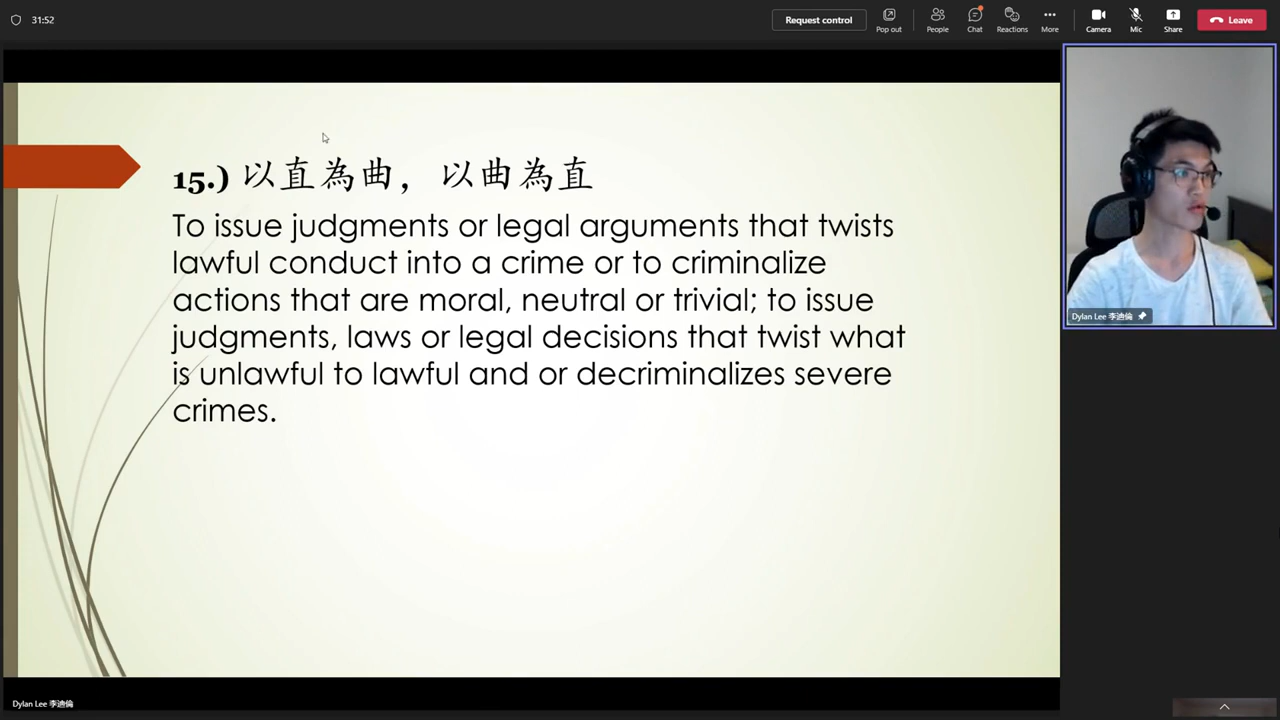 31:52
Request control
Pop out
People
Chat
Reactions
More
Camera
Mic
Share
Leave
15.) 以直為曲，以曲為直
To issue judgments or legal arguments that twists
lawful conduct into a crime or to criminalize
actions that are moral, neutral or trivial; to issue
judgments, laws or legal decisions that twist what
is unlawful to lawful and or decriminalizes severe
crimes.
Dylan Lee 李迪倫
Dylan Lee 李迪倫